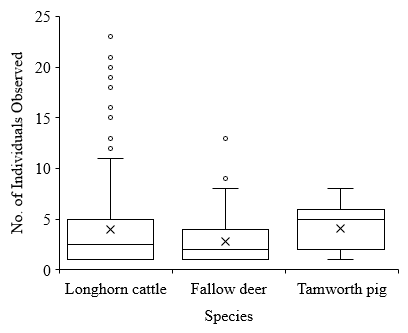 No. of Individuals Observed
25
20
15
10
5
0
Longhorn cattle Fallow deer Tamworth pig
Species